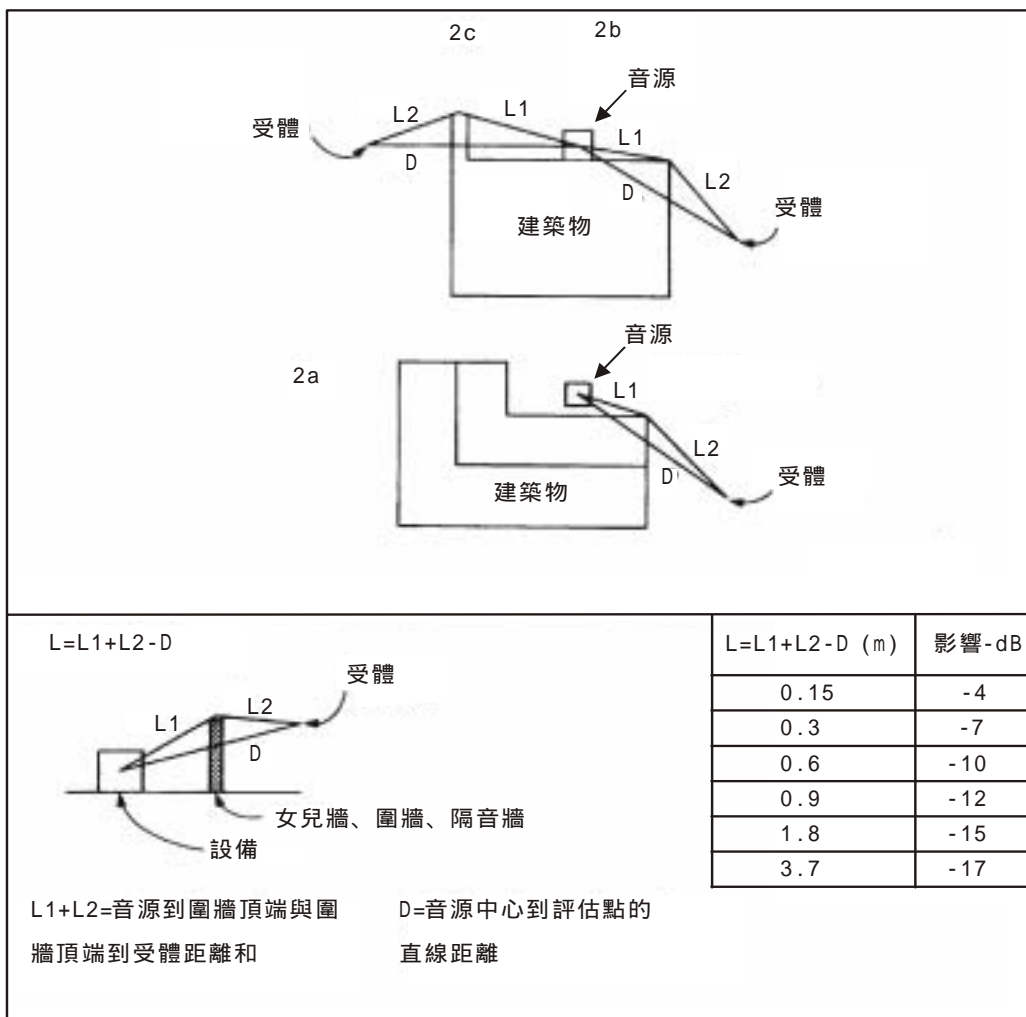 2c 2b
音源
L2 L1
受體
L1
D
L2
D
受體
建築物
音源
2a
L1
L2
D
受體
建築物
L=L1+L2-D
受體
L1 L2
D
女兒牆、圍牆、隔音牆
設備
L1+L2=音源到圍牆頂端與圍
牆頂端到受體距離和
D=音源中心到評估點的
直線距離
L=L1+L2-D (m) 影響-dB
0.15 -4
0.3 -7
0.6 -10
0.9 -12
1.8 -15
3.7 -17